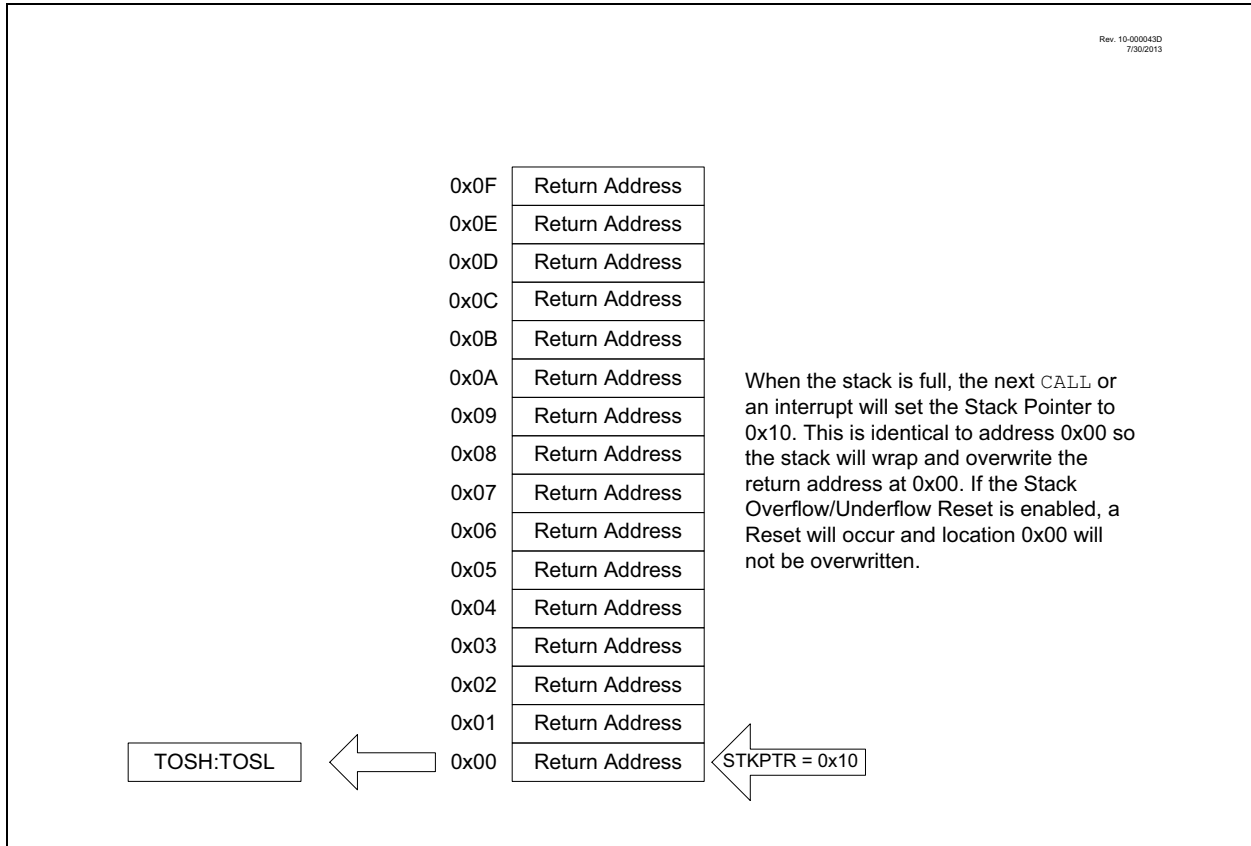 Rev. 10-000043D
7/30/2013
0x0F Return Address
0x0E Return Address
0x0D Return Address
0x0C Return Address
0x0B Return Address
0x0A Return Address
0x09 Return Address
0x08 Return Address
0x07 Return Address
0x06 Return Address
0x05 Return Address
0x04 Return Address
0x03 Return Address
0x02 Return Address
0x01 Return Address
TOSH:TOSL 0x00 Return Address STKPTR = 0x10
When the stack is full, the next CALL or
an interrupt will set the Stack Pointer to
0x10. This is identical to address 0x00 so
the stack will wrap and overwrite the
return address at 0x00. If the Stack
Overflow/Underflow Reset is enabled, a
Reset will occur and location 0x00 will
not be overwritten.